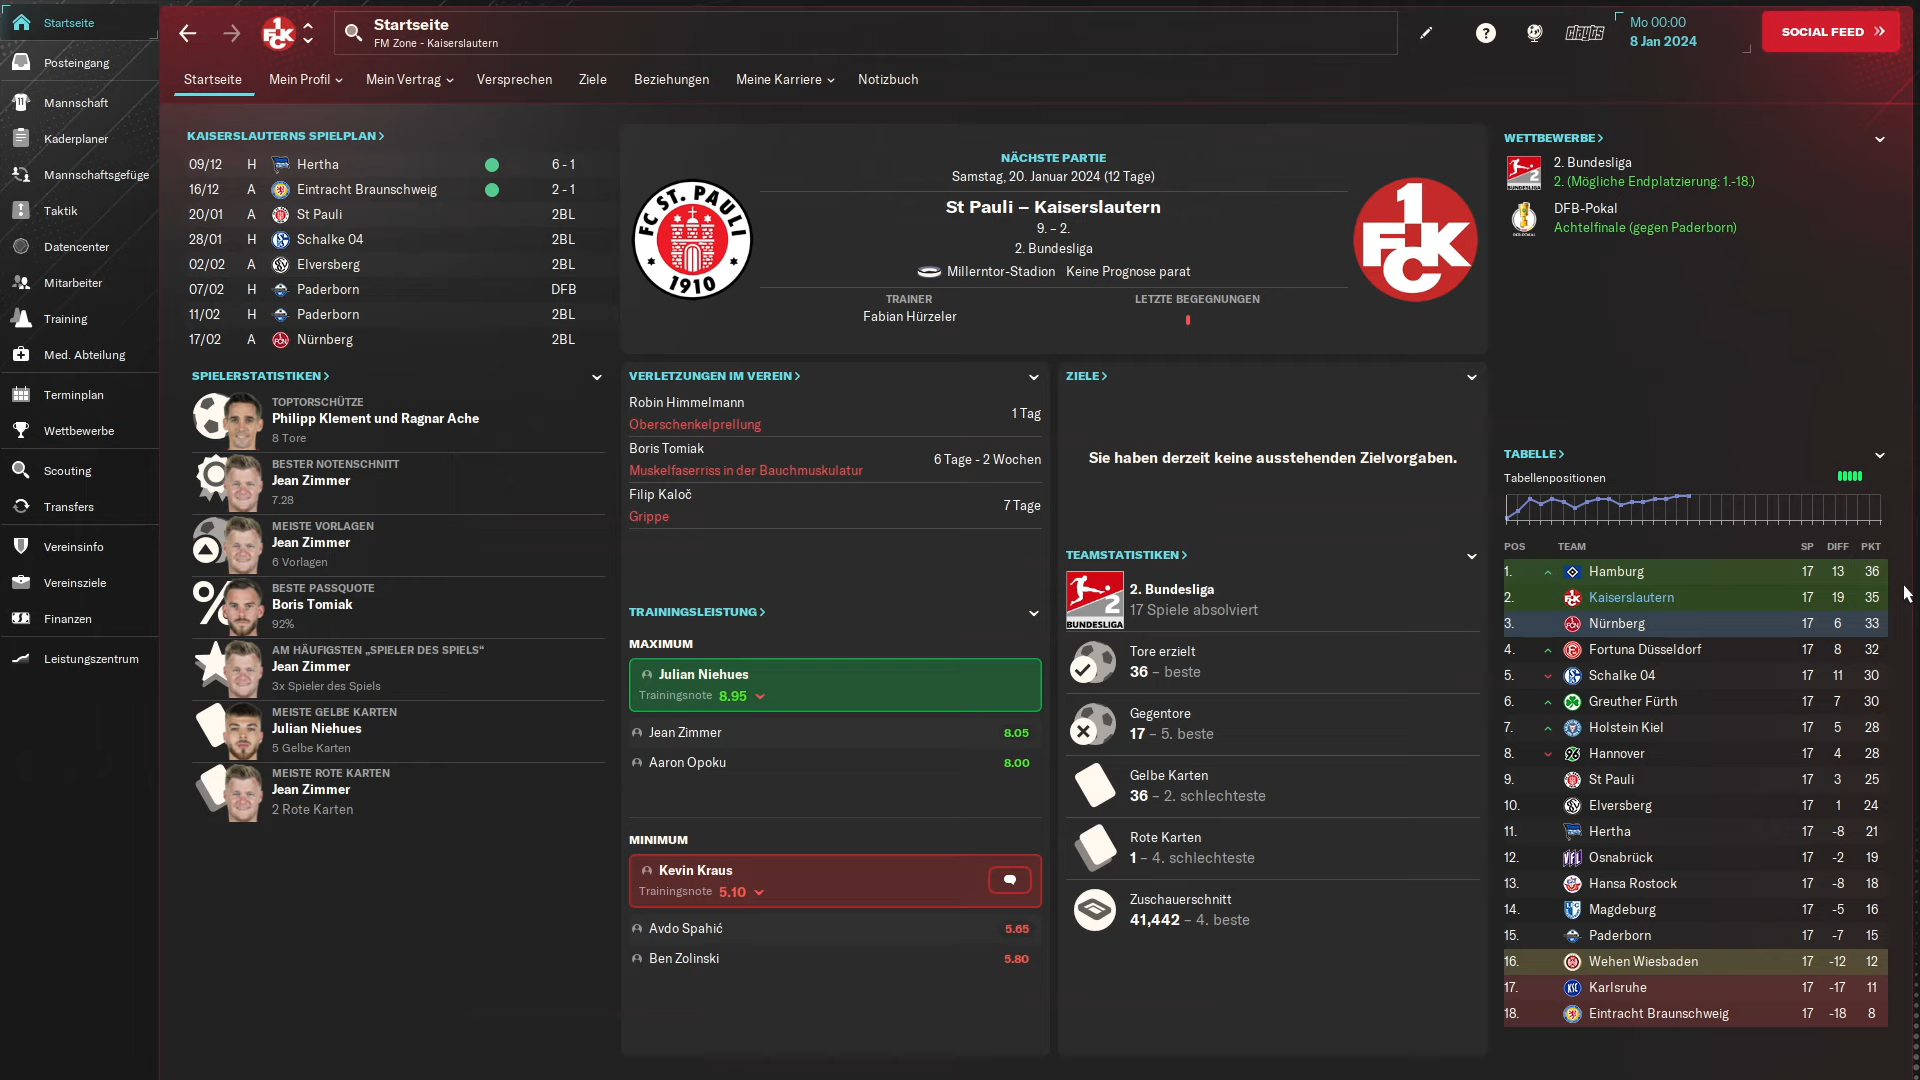 Startseite
Posteingang
Mannschaft
Kaderplaner
Mannschaftsgefüge
Taktik
Datencenter
Mitarbeiter
Training
Med. Abteilung
Terminplan
Wettbewerbe
Scouting
Transfers
Vereinsinfo
Vereinsziele
Finanzen
Leistungszentrum
Startseite
FM Zone - Kaiserslautern
Mo 00:00
8 Jan 2024
SOCIAL FEED
Startseite Mein Profil Mein Vertrag Versprechen Ziele Beziehungen Meine Karriere Notizbuch
KAISERSLAUTERNS SPIELPLAN
09/12 H Hertha 6 - 1
16/12 A Eintracht Braunschweig 2 - 1
20/01 A St Pauli 2BL
28/01 H Schalke 04 2BL
02/02 A Elversberg 2BL
07/02 H Paderborn DFB
11/02 H Paderborn 2BL
17/02 A Nürnberg 2BL
FC ST. PAULI
1910
NÄCHSTE PARTIE
Samstag, 20. Januar 2024 (12 Tage)
St Pauli – Kaiserslautern
9. – 2.
2. Bundesliga
Millerntor-Stadion Keine Prognose parat
TRAINER
Fabian Hürzeler
LETZTE BEGEGNUNGEN
1
FCK
WETTBEWERBE
2. Bundesliga
2. (Mögliche Endplatzierung: 1.-18.)
DFB-Pokal
Achtelfinale (gegen Paderborn)
SPIELERSTATISTIKEN
TOPTORSCHÜTZE
Philipp Klement und Ragnar Ache
8 Tore
BESTER NOTENSCHNITT
Jean Zimmer
7.28
MEISTE VORLAGEN
Jean Zimmer
6 Vorlagen
BESTE PASSQUOTE
Boris Tomiak
92%
AM HÄUFIGSTEN „SPIELER DES SPIELS“
Jean Zimmer
3x Spieler des Spiels
MEISTE GELBE KARTEN
Julian Niehues
5 Gelbe Karten
MEISTE ROTE KARTEN
Jean Zimmer
2 Rote Karten
VERLETZUNGEN IM VEREIN
Robin Himmelmann
Oberschenkelprellung
1 Tag
Boris Tomiak
Muskelfaserriss in der Bauchmuskulatur
6 Tage - 2 Wochen
Filip Kaloč
Grippe
7 Tage
TRAININGSLEISTUNG
MAXIMUM
Julian Niehues
Trainingsnote 8.95
Jean Zimmer 8.05
Aaron Opoku 8.00
MINIMUM
Kevin Kraus
Trainingsnote 5.10
Avdo Spahić 5.65
Ben Zolinski 5.80
ZIELE
Sie haben derzeit keine ausstehenden Zielvorgaben.
TEAMSTATISTIKEN
2
BUNDESLIGA
2. Bundesliga
17 Spiele absolviert
Tore erzielt
36 – beste
Gegentore
17 – 5. beste
Gelbe Karten
36 – 2. schlechteste
Rote Karten
1 – 4. schlechteste
Zuschauerschnitt
41,442 – 4. beste
TABELLE
Tabellenpositionen
POS TEAM SP DIFF PKT
1. Hamburg 17 13 36
2. Kaiserslautern 17 19 35
3. Nürnberg 17 6 33
4. Fortuna Düsseldorf 17 8 32
5. Schalke 04 17 11 30
6. Greuther Fürth 17 7 30
7. Holstein Kiel 17 5 28
8. Hannover 17 4 28
9. St Pauli 17 3 25
10. Elversberg 17 1 24
11. Hertha 17 -8 21
12. Osnabrück 17 -2 19
13. Hansa Rostock 17 -8 18
14. Magdeburg 17 -5 16
15. Paderborn 17 -7 15
16. Wehen Wiesbaden 17 -12 12
17. Karlsruhe 17 -17 11
18. Eintracht Braunschweig 17 -18 8